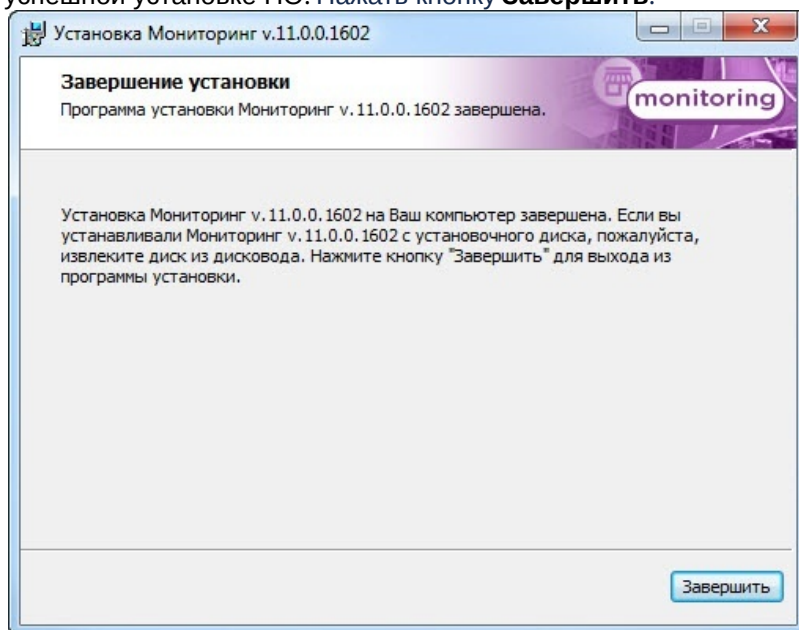 успешной установке ПО. Нажать кнопку Завершить.
Установка Мониторинг v.11.0.0.1602
Завершение установки
Программа установки Мониторинг v.11.0.0.1602 завершена.
monitoring
Установка Мониторинг v.11.0.0.1602 на Ваш компьютер завершена. Если вы
устанавливали Мониторинг v.11.0.0.1602 с установочного диска, пожалуйста,
извлеките диск из дисковода. Нажмите кнопку "Завершить" для выхода из
программы установки.
Завершить